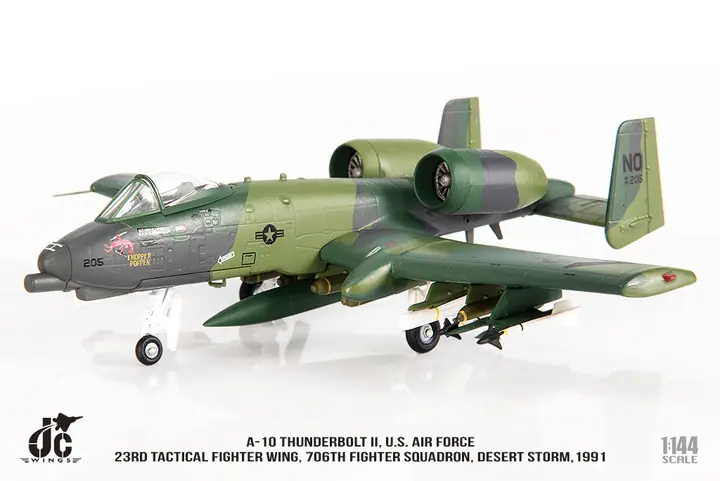 NO
205
205
CHOPPER
POPPER
JC
WINGS
A-10 THUNDERBOLT II, U.S. AIR FORCE
23RD TACTICAL FIGHTER WING, 706TH FIGHTER SQUADRON, DESERT STORM, 1991
1:144
SCALE